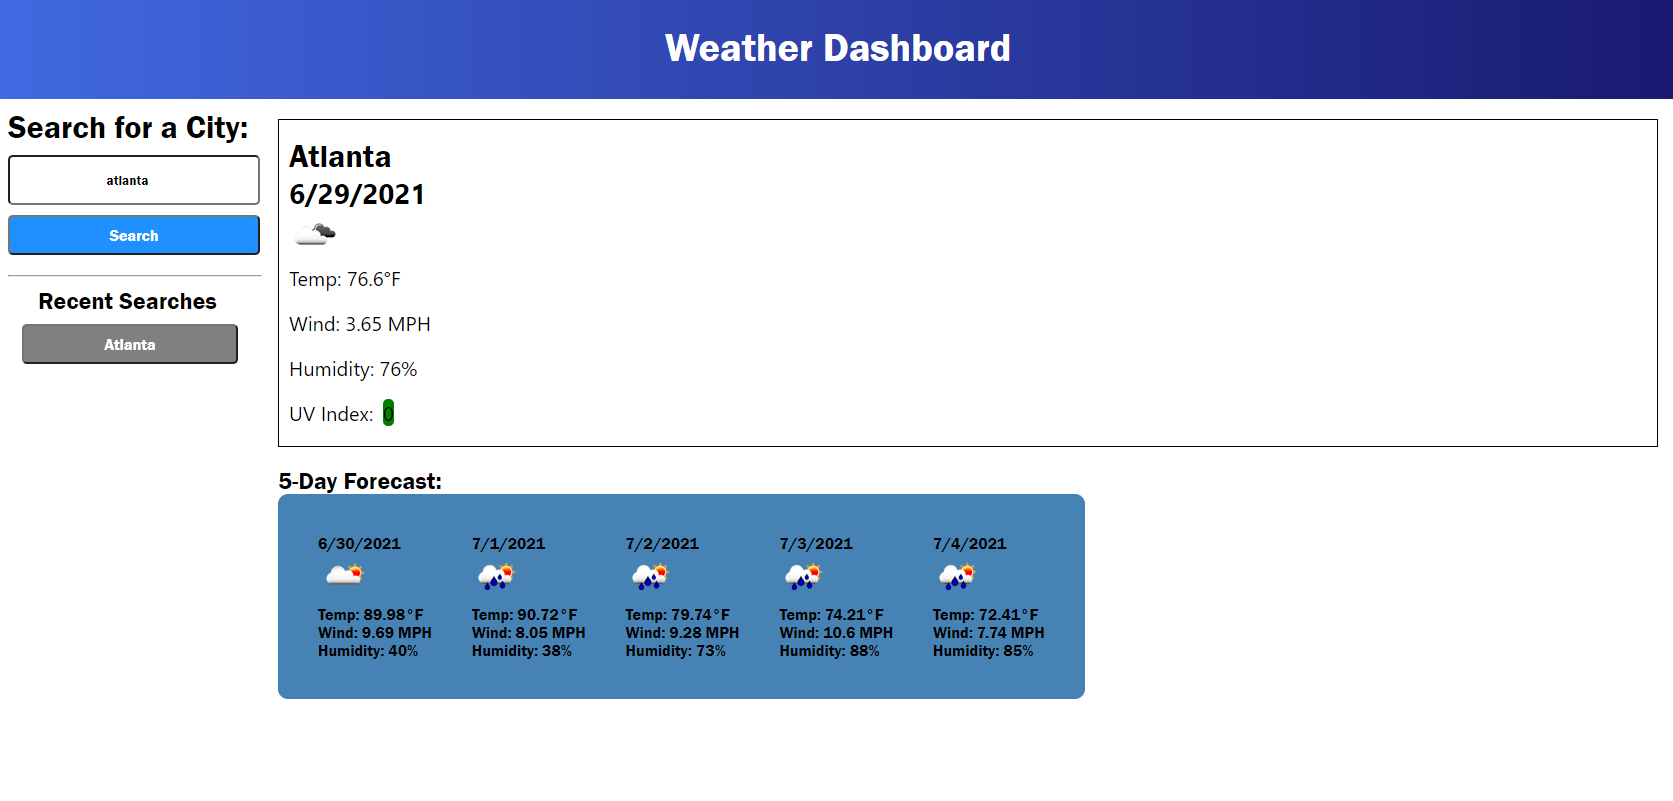 Weather Dashboard
Search for a City:
atlanta
Search
Recent Searches
Atlanta
Atlanta
6/29/2021
Temp: 76.6°F
Wind: 3.65 MPH
Humidity: 76%
UV Index: 0
5-Day Forecast:
6/30/2021
Temp: 89.98°F
Wind: 9.69 MPH
Humidity: 40%
7/1/2021
Temp: 90.72°F
Wind: 8.05 MPH
Humidity: 38%
7/2/2021
Temp: 79.74°F
Wind: 9.28 MPH
Humidity: 73%
7/3/2021
Temp: 74.21°F
Wind: 10.6 MPH
Humidity: 88%
7/4/2021
Temp: 72.41°F
Wind: 7.74 MPH
Humidity: 85%